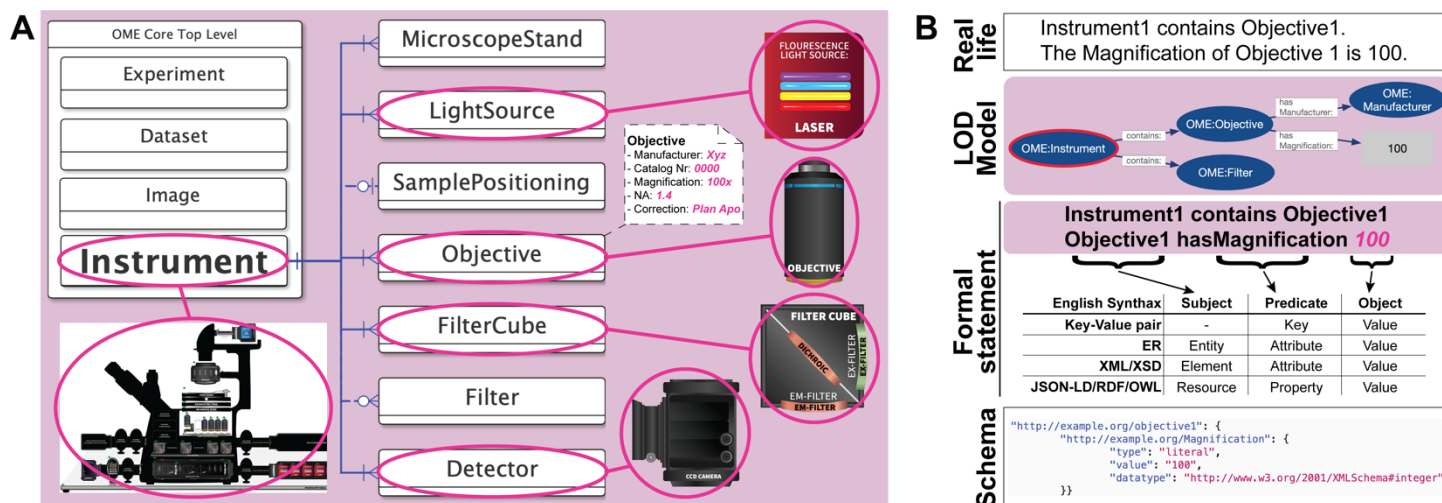 A
OME Core Top Level
Experiment
Dataset
Image
Instrument
MicroscopeStand
LightSource
SamplePositioning
Objective
FilterCube
Filter
Detector
Objective
- Manufacturer: Xyz
- Catalog Nr: 0000
- Magnification: 100x
- NA: 1.4
- Correction: Plan Apo
FLOURESCENCE
LIGHT SOURCE:
LASER
OBJECTIVE
FILTER CUBE
DICHROIC
EX-FILTER
EX-FILTER
EM-FILTER
EM-FILTER
CCD CAMERA
B
Real life
Instrument1 contains Objective1.
The Magnification of Objective 1 is 100.
LOD Model
OME:Instrument
contains:
contains:
OME:Objective
OME:Filter
has Manufacturer:
has Magnification:
OME: Manufacturer
100
Formal statement
Instrument1 contains Objective1
Objective1 hasMagnification 100
English Synthax Subject Predicate Object
Key-Value pair - Key Value
ER Entity Attribute Value
XML/XSD Element Attribute Value
JSON-LD/RDF/OWL Resource Property Value
Schema
"http://example.org/objective1": {
"http://example.org/Magnification": {
"type": "literal",
"value": "100",
"datatype": "http://www.w3.org/2001/XMLSchema#integer"
}}